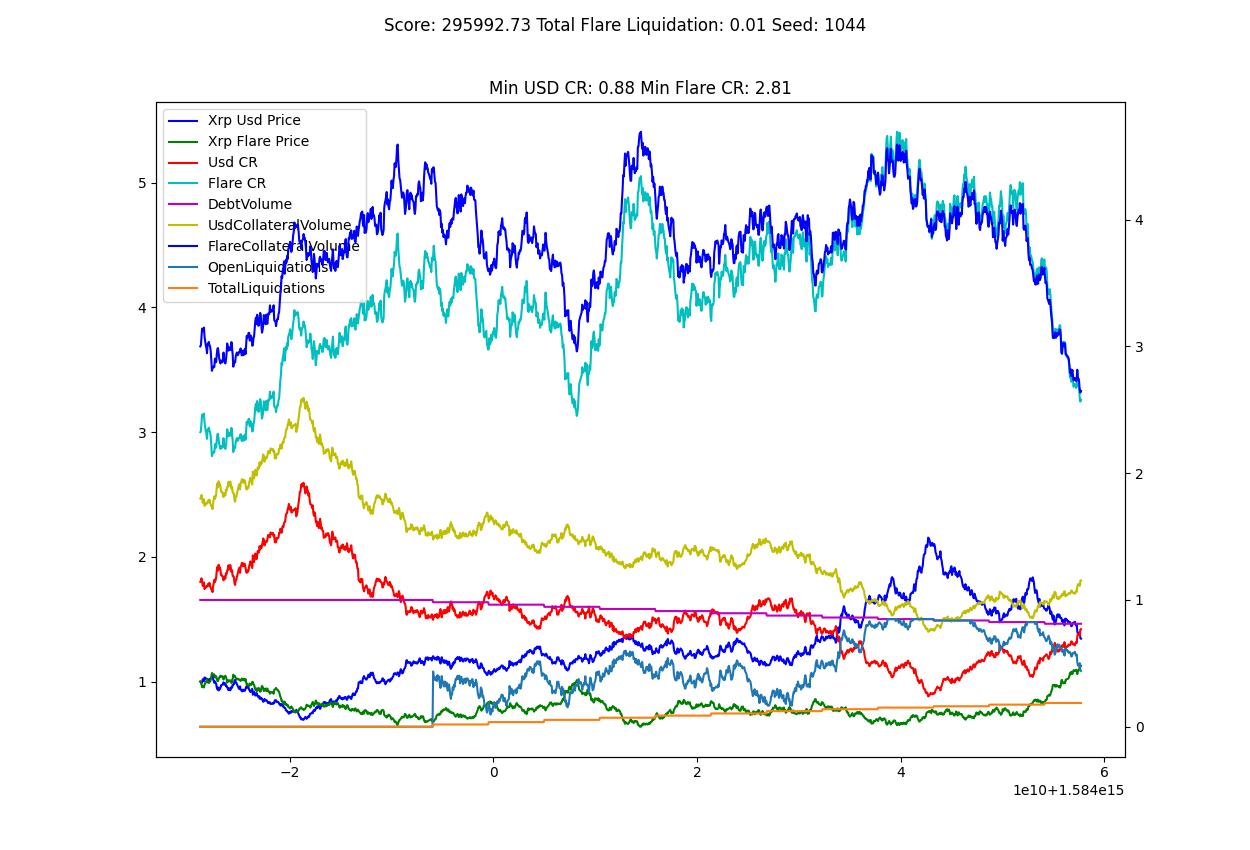 Score: 295992.73 Total Flare Liquidation: 0.01 Seed: 1044
Min USD CR: 0.88 Min Flare CR: 2.81
Xrp Usd Price
Xrp Flare Price
Usd CR
Flare CR
DebtVolume
UsdCollateralVolume
FlareCollateralVolume
OpenLiquidations
TotalLiquidations
5
4
3
2
1
4
3
2
1
0
−2
0
2
4
6
1e10+1.584e15